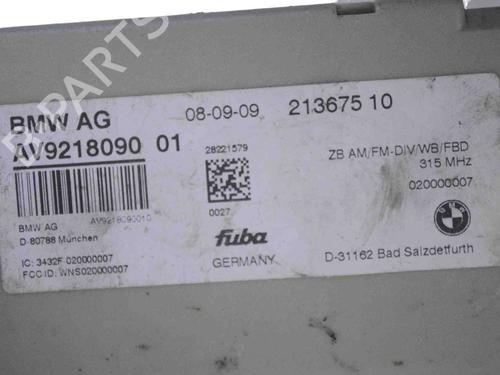 BMW AG
08-09-09
213675 10
AV9218090 01
28221579
ZB AM/FM-DIV/WB/FBD
315 MHz
020000007
AV9218090010
0027
BMW AG
D-80788 München
fuba
IC: 3432F 020000007
FCC ID: WNS020000007
GERMANY
D-31162 Bad Salzdetfurth
BMW